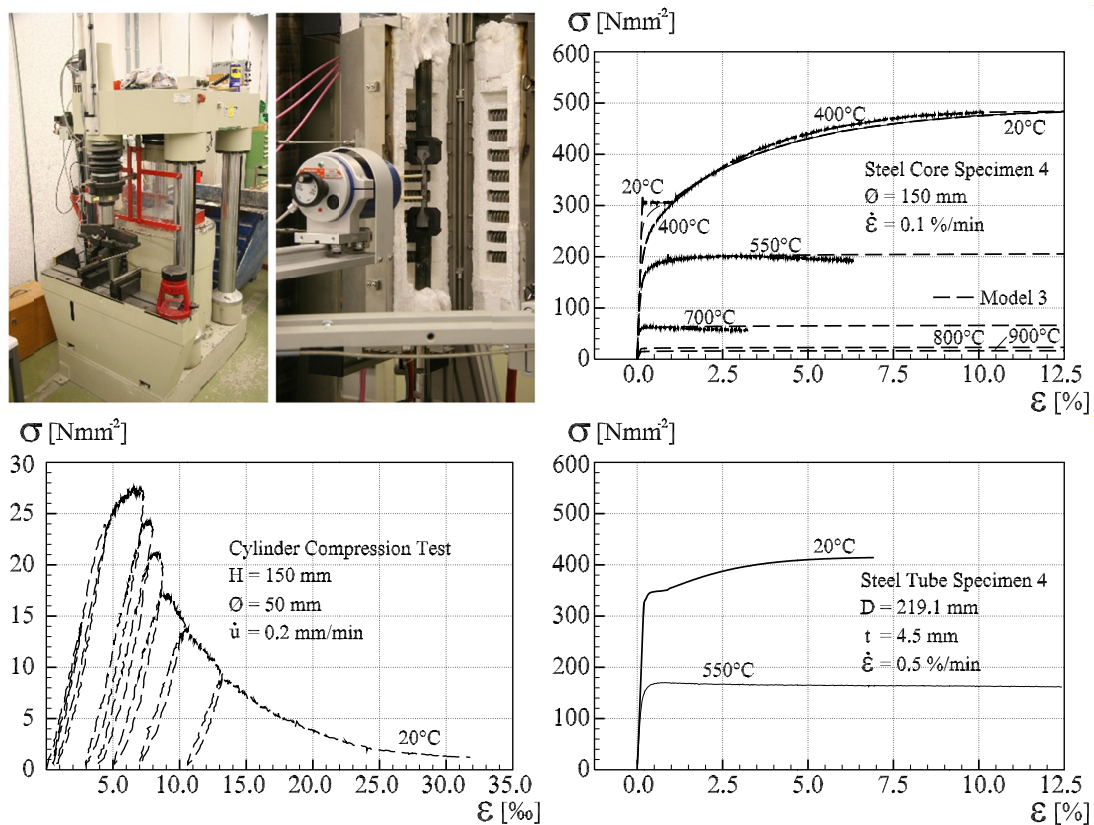 σ [Nmm⁻²]
600
500
400
300
200
100
0
400°C
20°C
20°C
400°C
Steel Core Specimen 4
Ø = 150 mm
ε̇ = 0.1 %/min
550°C
Model 3
700°C
800°C
900°C
0.0 2.5 5.0 7.5 10.0 12.5
ε [%]
σ [Nmm⁻²]
30
25
20
15
10
5
0
Cylinder Compression Test
H = 150 mm
Ø = 50 mm
u̇ = 0.2 mm/min
20°C
5.0 10.0 15.0 20.0 25.0 30.0 35.0
ε [‰]
σ [Nmm⁻²]
600
500
400
300
200
100
0
20°C
Steel Tube Specimen 4
D = 219.1 mm
t = 4.5 mm
ε̇ = 0.5 %/min
550°C
0.0 2.5 5.0 7.5 10.0 12.5
ε [%]